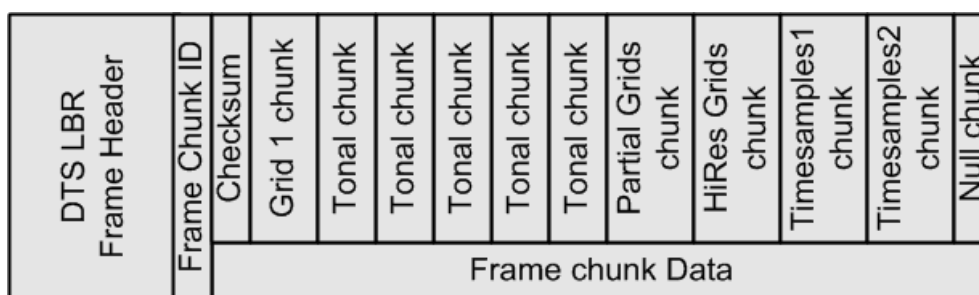 DTS LBR
Frame Header
Frame Chunk ID
Checksum
Grid 1 chunk
Tonal chunk
Tonal chunk
Tonal chunk
Tonal chunk
Tonal chunk
Partial Grids
chunk
HiRes Grids
chunk
Timesamples1
chunk
Timesamples2
chunk
Null chunk
Frame chunk Data